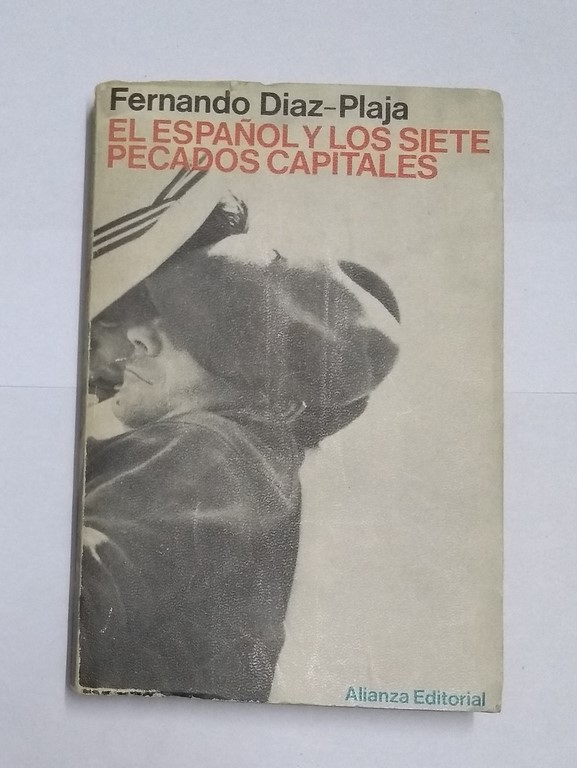 Fernando Diaz-Plaja
EL ESPAÑOL Y LOS SIETE
PECADOS CAPITALES
Alianza Editorial